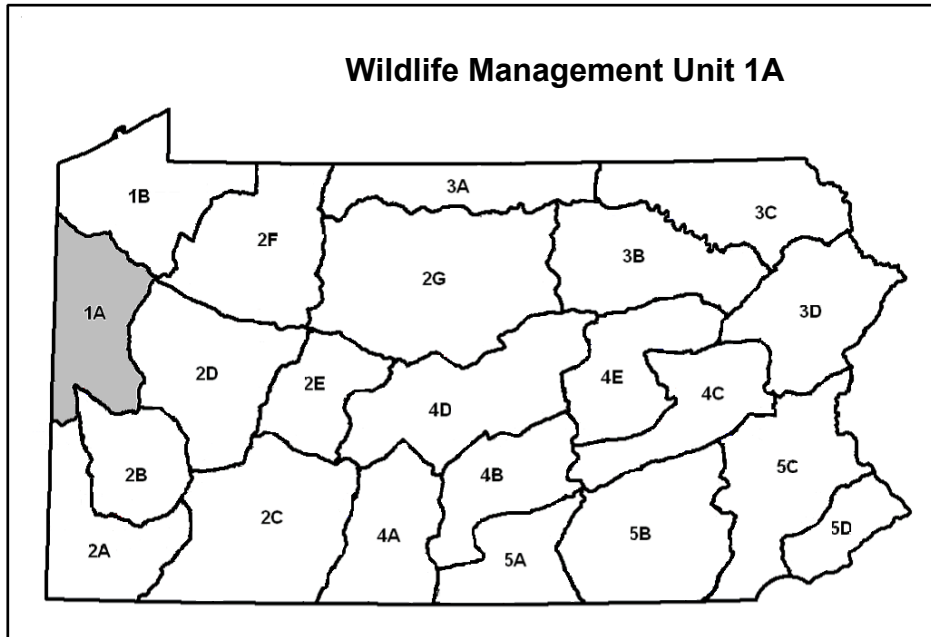 Wildlife Management Unit 1A
3A
1B
3C
2F
3B
2G
1A
3D
2D
2E
4E
4C
4D
2B
4B
5C
2C
4A
5B
5D
2A
5A